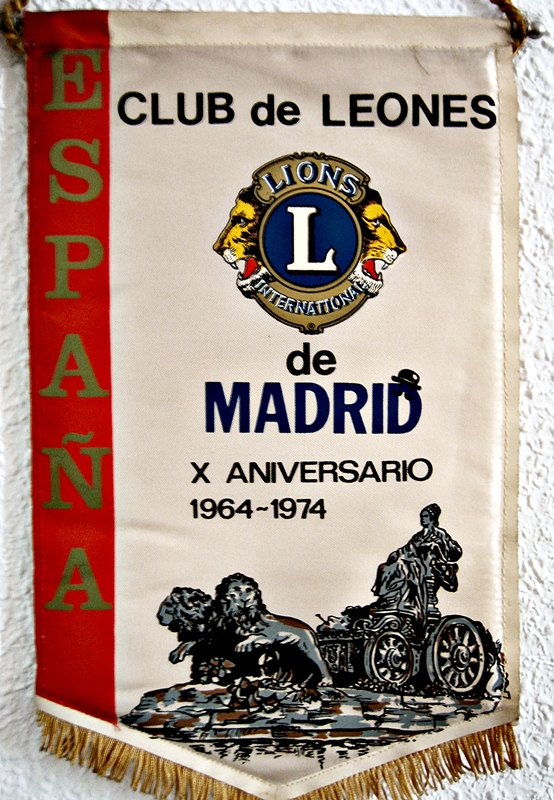 ESPAÑA
CLUB de LEONES
LIONS
L
INTERNATIONAL
de
MADRID
X ANIVERSARIO
1964~1974